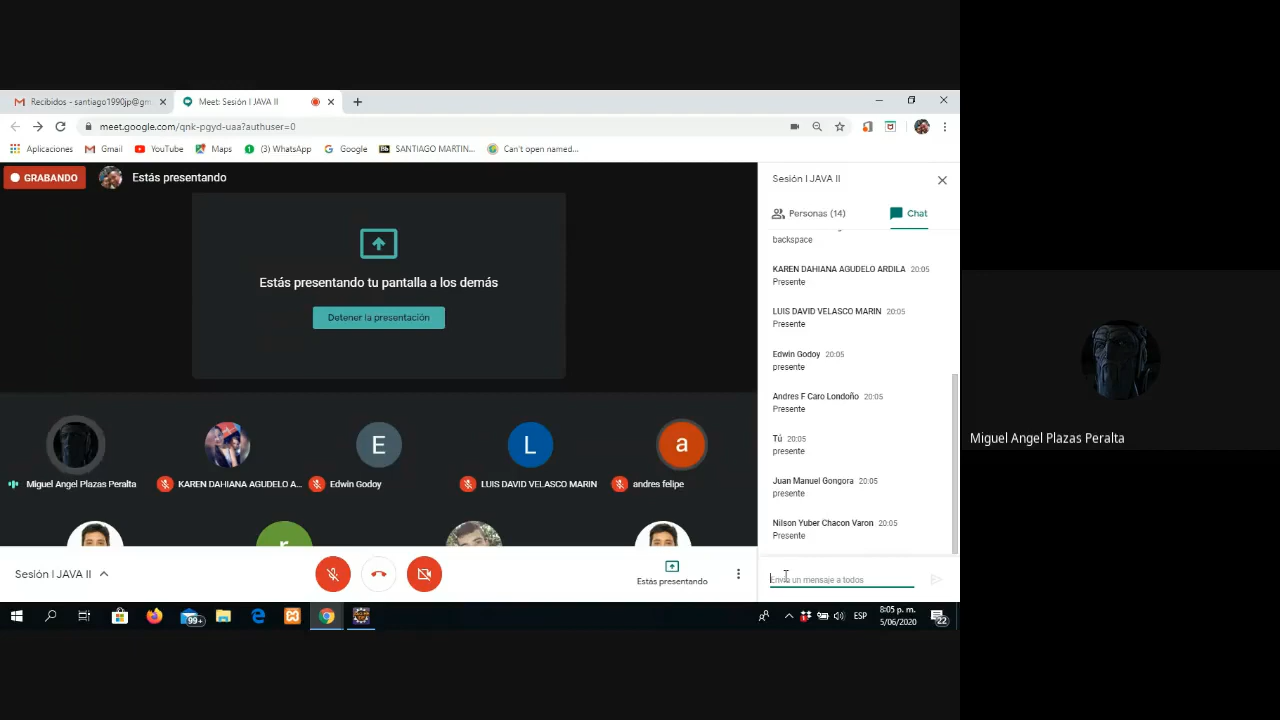 Recibidos - santiago1990jp@gm
Meet: Sesión I JAVA II
meet.google.com/qnk-pgyd-uaa?authuser=0
Aplicaciones
Gmail
YouTube
Maps
(3) WhatsApp
Google
SANTIAGO MARTIN...
Can't open named...
GRABANDO
Estás presentando
Estás presentando tu pantalla a los demás
Detener la presentación
Miguel Angel Plazas Peralta
KAREN DAHIANA AGUDELO A...
E
Edwin Godoy
L
LUIS DAVID VELASCO MARIN
a
andres felipe
Sesión I JAVA II
Estás presentando
Sesión I JAVA II
Personas (14)
Chat
backspace
KAREN DAHIANA AGUDELO ARDILA 20:05
Presente
LUIS DAVID VELASCO MARIN 20:05
Presente
Edwin Godoy 20:05
presente
Andres F Caro Londoño 20:05
Presente
Tú 20:05
presente
Juan Manuel Gongora 20:05
presente
Nilson Yuber Chacon Varon 20:05
Presente
Envía un mensaje a todos
99+
ESP
8:05 p. m.
5/06/2020
22
Miguel Angel Plazas Peralta